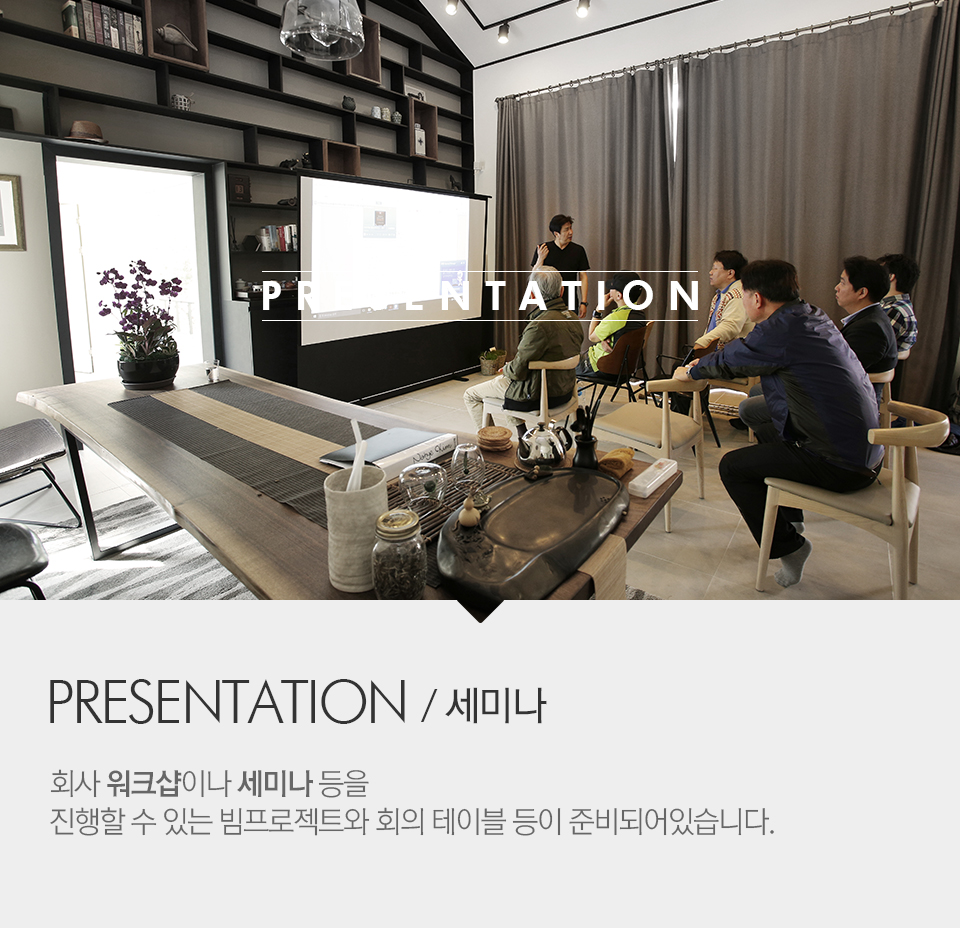 PRESENTATION
PRESENTATION / 세미나
회사 워크샵이나 세미나 등을
진행할 수 있는 빔프로젝트와 회의 테이블 등이 준비되어있습니다.